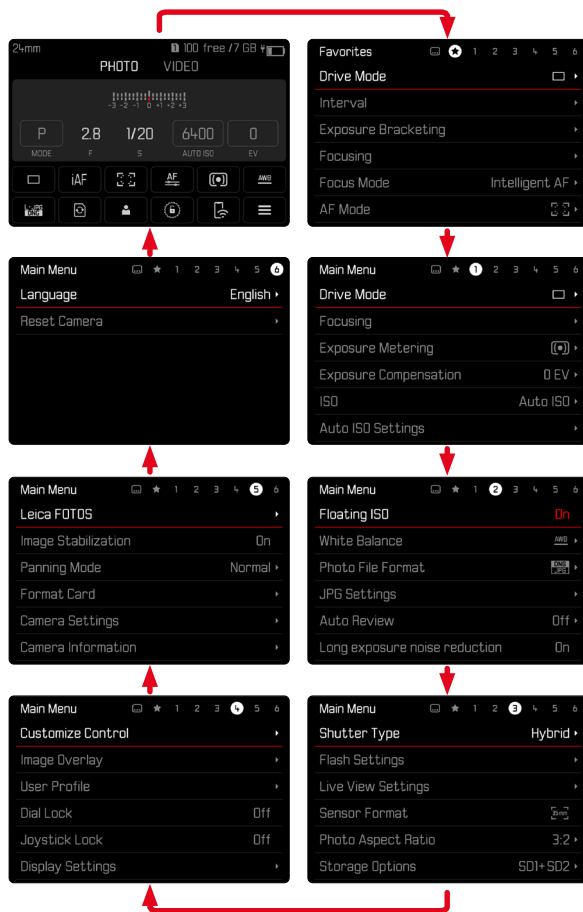 24mm 1 100 free /7 GB
PHOTO VIDEO
-3 -2 -1 0 +1 +2 +3
P 2.8 1/20 6400 0
MODE F S AUTO ISO EV
iAF AF AWB
L-JPG DNG
Favorites 1 2 3 4 5 6
Drive Mode
Interval
Exposure Bracketing
Focusing
Focus Mode Intelligent AF
AF Mode
Main Menu 1 2 3 4 5 6
Drive Mode
Focusing
Exposure Metering
Exposure Compensation 0 EV
ISO Auto ISO
Auto ISO Settings
Main Menu 1 2 3 4 5 6
Floating ISO On
White Balance AWB
Photo File Format DNG JPG
JPG Settings
Auto Review Off
Long exposure noise reduction On
Main Menu 1 2 3 4 5 6
Shutter Type Hybrid
Flash Settings
Live View Settings
Sensor Format 35mm
Photo Aspect Ratio 3:2
Storage Options SD1+SD2
Main Menu 1 2 3 4 5 6
Customize Control
Image Overlay
User Profile
Dial Lock Off
Joystick Lock Off
Display Settings
Main Menu 1 2 3 4 5 6
Leica FOTOS
Image Stabilization On
Panning Mode Normal
Format Card
Camera Settings
Camera Information
Main Menu 1 2 3 4 5 6
Language English
Reset Camera